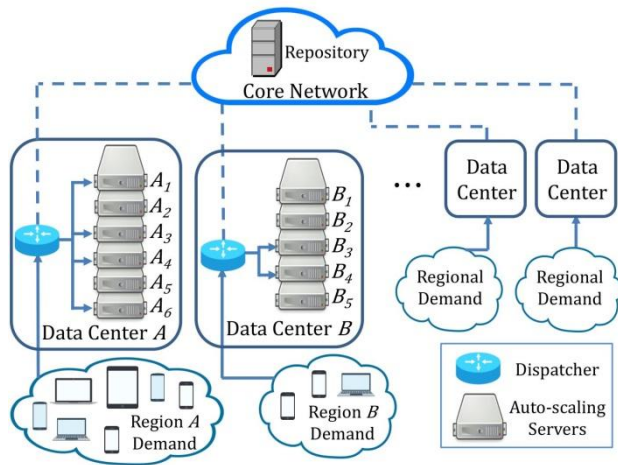 Repository
Core Network
A1
A2
A3
A4
A5
A6
Data Center A
B1
B2
B3
B4
B5
Data Center B
...
Data
Center
Data
Center
Regional
Demand
Regional
Demand
Region A
Demand
Region B
Demand
Dispatcher
Auto-scaling
Servers